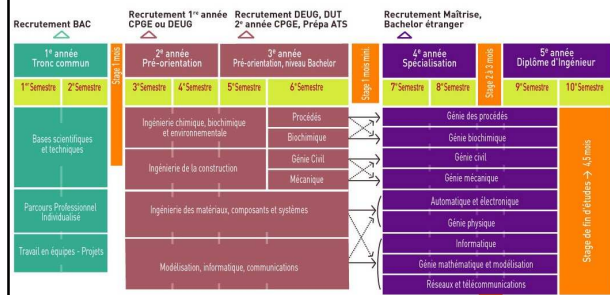 Recrutement BAC
Recrutement 1re année
CPGE ou DEUG
Recrutement DEUG, DUT
2e année CPGE, Prépa ATS
Recrutement Maîtrise,
Bachelor étranger
1e année
Tronc commun
Stage 1 mois
2e année
Pré-orientation
3e année
Pré-orientation, niveau Bachelor
Stage 1 mois mini.
4e année
Spécialisation
Stage 2 à 3 mois
5e année
Diplôme d'Ingénieur
1er Semestre
2e Semestre
3e Semestre
4e Semestre
5e Semestre
6e Semestre
7e Semestre
8e Semestre
9e Semestre
10e Semestre
Bases scientifiques
et techniques
Parcours Professionnel
Individualisé
Travail en équipes - Projets
Ingénierie chimique, biochimique
et environnementale
Ingénierie de la construction
Procédés
Biochimique
Génie Civil
Mécanique
Ingénierie des matériaux, composants et systèmes
Modélisation, informatique, communications
Génie des procédés
Génie biochimique
Génie civil
Génie mécanique
Automatique et électronique
Génie physique
Informatique
Génie mathématique et modélisation
Réseaux et télécommunications
Stage de fin d'études → 4,5 mois